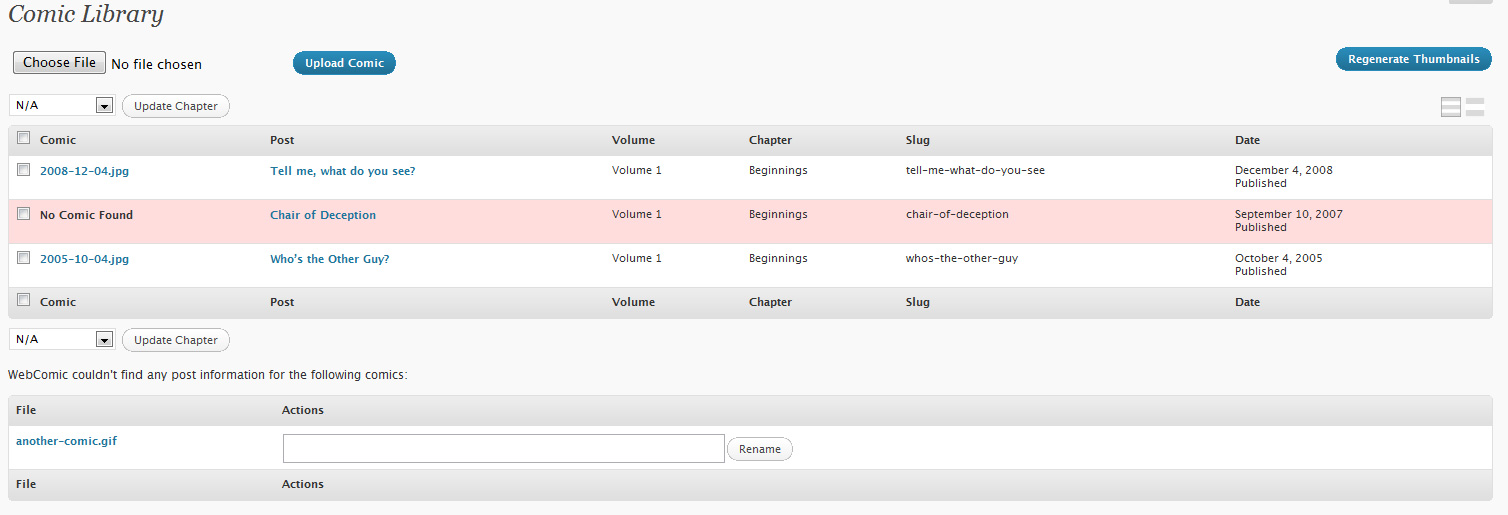 Comic Library
Choose File No file chosen Upload Comic Regenerate Thumbnails
N/A Update Chapter
Comic Post Volume Chapter Slug Date
2008-12-04.jpg Tell me, what do you see? Volume 1 Beginnings tell-me-what-do-you-see December 4, 2008
Published
No Comic Found Chair of Deception Volume 1 Beginnings chair-of-deception September 10, 2007
Published
2005-10-04.jpg Who's the Other Guy? Volume 1 Beginnings whos-the-other-guy October 4, 2005
Published
Comic Post Volume Chapter Slug Date
N/A Update Chapter
WebComic couldn't find any post information for the following comics:
File Actions
another-comic.gif Rename
File Actions